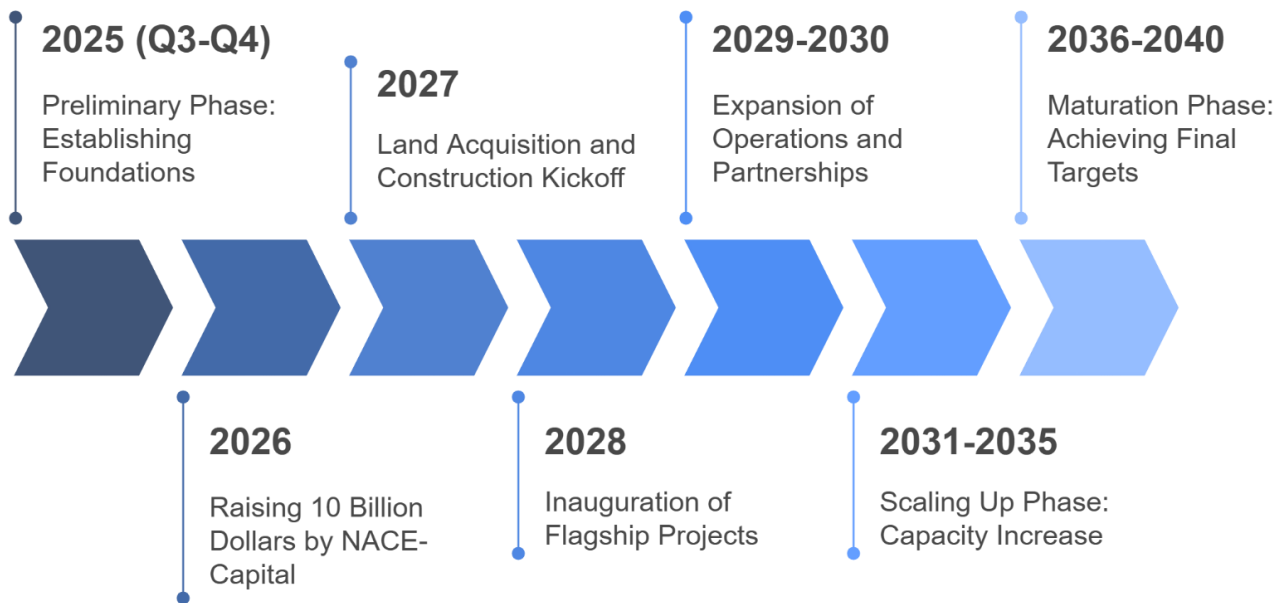 2025 (Q3-Q4)
Preliminary Phase:
Establishing
Foundations
2026
Raising 10 Billion
Dollars by NACE-
Capital
2027
Land Acquisition and
Construction Kickoff
2028
Inauguration of
Flagship Projects
2029-2030
Expansion of
Operations and
Partnerships
2031-2035
Scaling Up Phase:
Capacity Increase
2036-2040
Maturation Phase:
Achieving Final
Targets